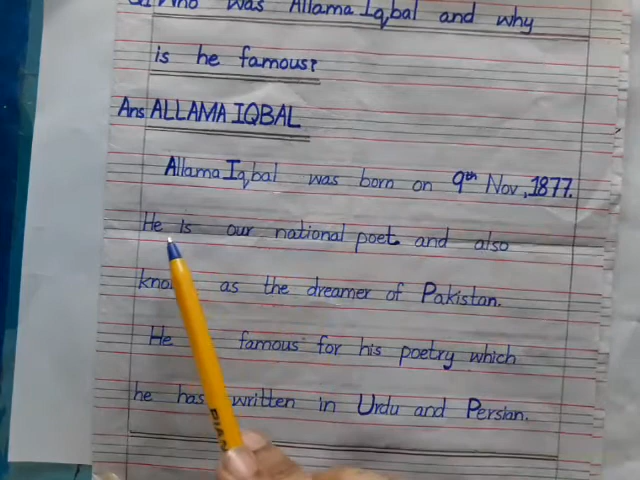 Who was Allama Iqbal and why
is he famous?
Ans ALLAMA IQBAL
Allama Iqbal was born on 9th Nov, 1877.
He is our national poet and also
as the dreamer of Pakistan.
He famous for his poetry which
he has written in Urdu and Persian.